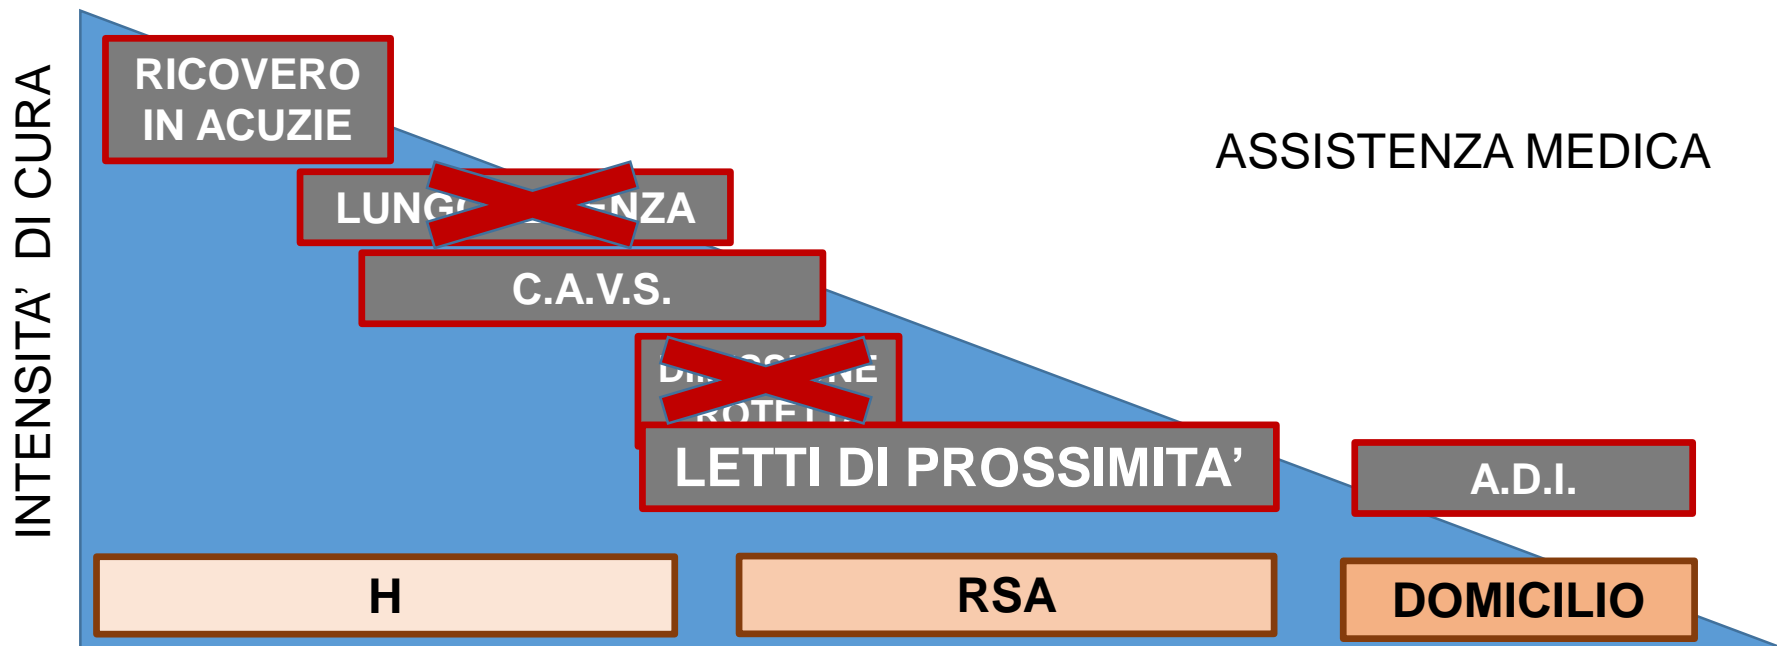 INTENSITA’ DI CURA
RICOVERO
IN ACUZIE
ASSISTENZA MEDICA
C.A.V.S.
LETTI DI PROSSIMITA’
A.D.I.
H
RSA
DOMICILIO